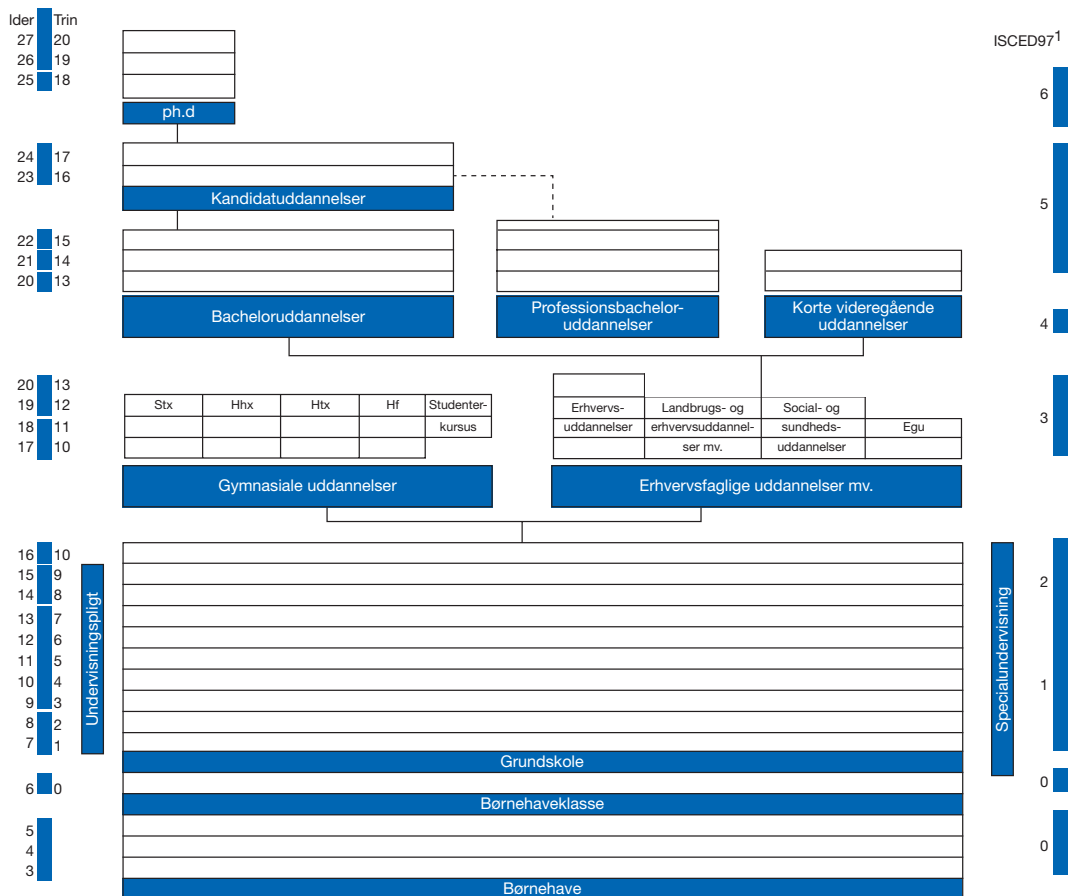 lder Trin
27 20
26 19
25 18
ISCED97¹
6
ph.d
24 17
23 16
Kandidatuddannelser
5
22 15
21 14
20 13
Bacheloruddannelser
Professionsbachelor-
uddannelser
Korte videregående
uddannelser
4
20 13
19 12
18 11
17 10
Stx Hhx Htx Hf Studenter-
kursus
Erhvervs-
uddannelser
Landbrugs- og
erhvervsuddannel-
ser mv.
Social- og
sundheds-
uddannelser
Egu
3
Gymnasiale uddannelser
Erhvervsfaglige uddannelser mv.
16 10
15 9
14 8
13 7
12 6
11 5
10 4
9 3
8 2
7 1
Undervisningspligt
Specialundervisning
2
1
Grundskole
6 0
0
Børnehaveklasse
5
4
3
0
Børnehave